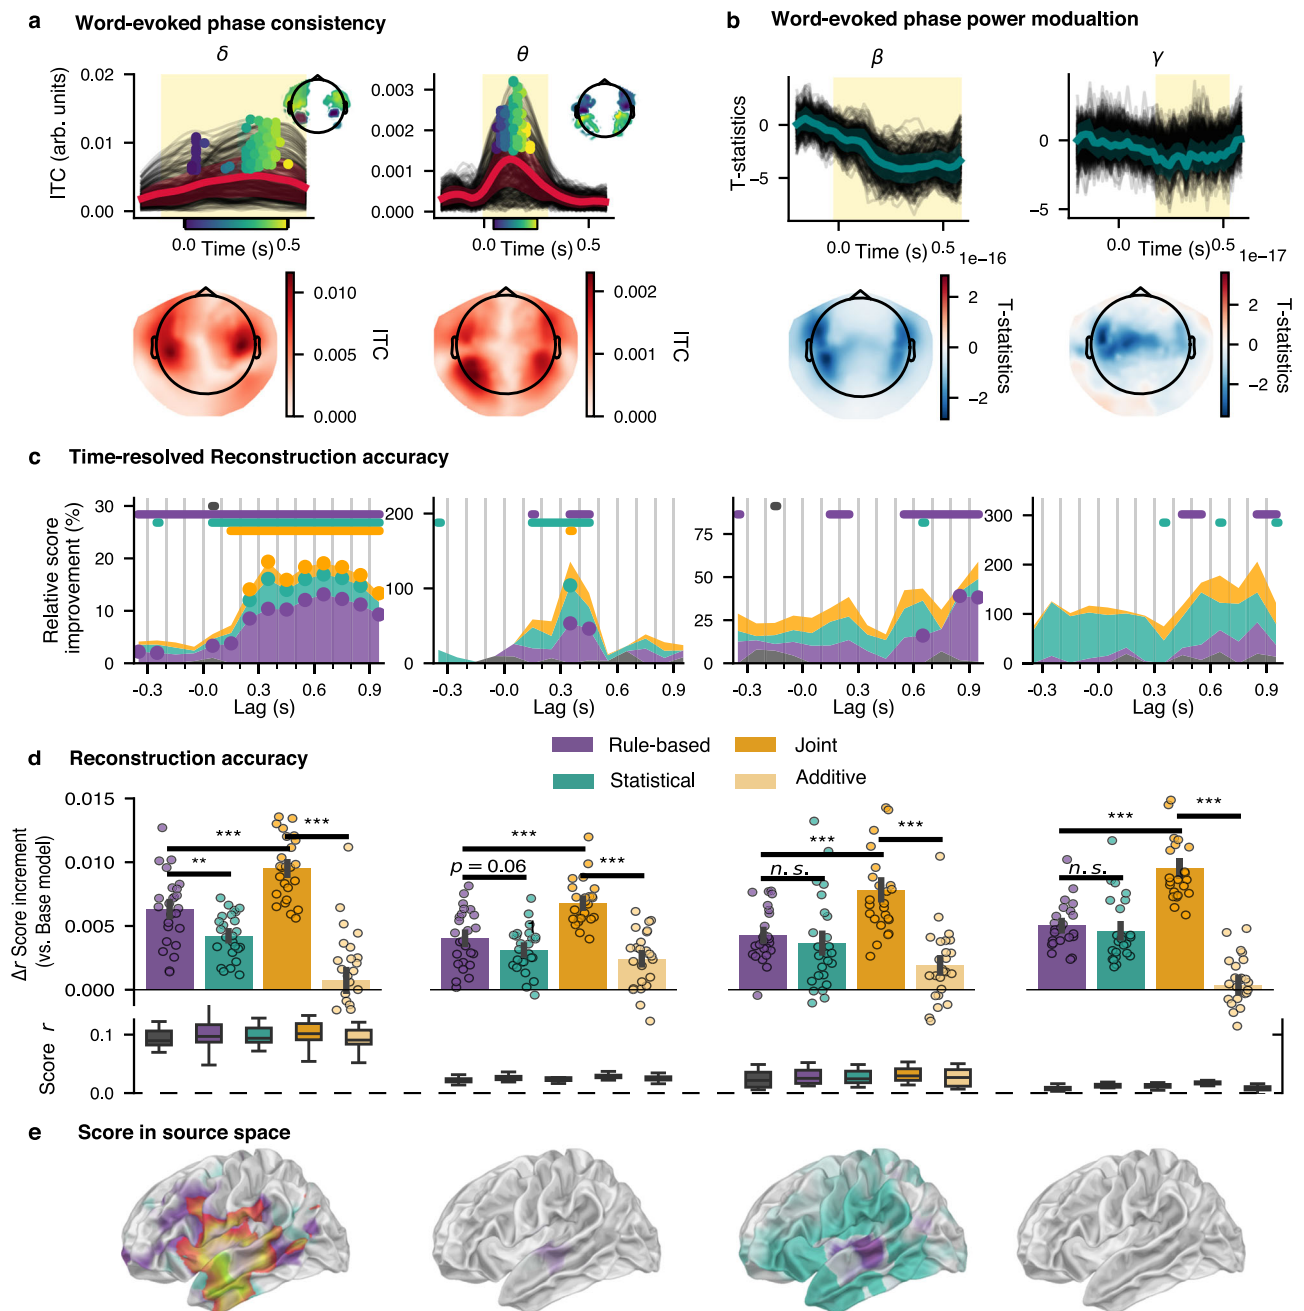 a Word-evoked phase consistency
b Word-evoked phase power modualtion
δ
θ
β
γ
ITC (arb. units)
0.02
0.01
0.00
0.003
0.002
0.001
0.000
T-statistics
0
−5
0
−5
0.0 Time (s) 0.5
0.0 Time (s) 0.5
0.0 Time (s) 0.5
0.0 Time (s) 0.5
1e−16
1e−17
0.010
0.005
0.000
ITC
0.002
0.001
0.000
ITC
2
0
−2
T-statistics
2
0
−2
T-statistics
c Time-resolved Reconstruction accuracy
Relative score
improvement (%)
30
20
10
0
200
100
0
75
50
25
0
300
200
100
0
-0.3 -0.0 0.3 0.6 0.9
-0.3 -0.0 0.3 0.6 0.9
-0.3 -0.0 0.3 0.6 0.9
-0.3 -0.0 0.3 0.6 0.9
Lag (s)
Lag (s)
Lag (s)
Lag (s)
d Reconstruction accuracy
Rule-based
Joint
Statistical
Additive
Δr Score increment
(vs. Base model)
0.015
0.010
0.005
0.000
***
***
**
***
***
p = 0.06
***
***
n. s.
***
***
n. s.
Score r
0.1
0.0
e Score in source space